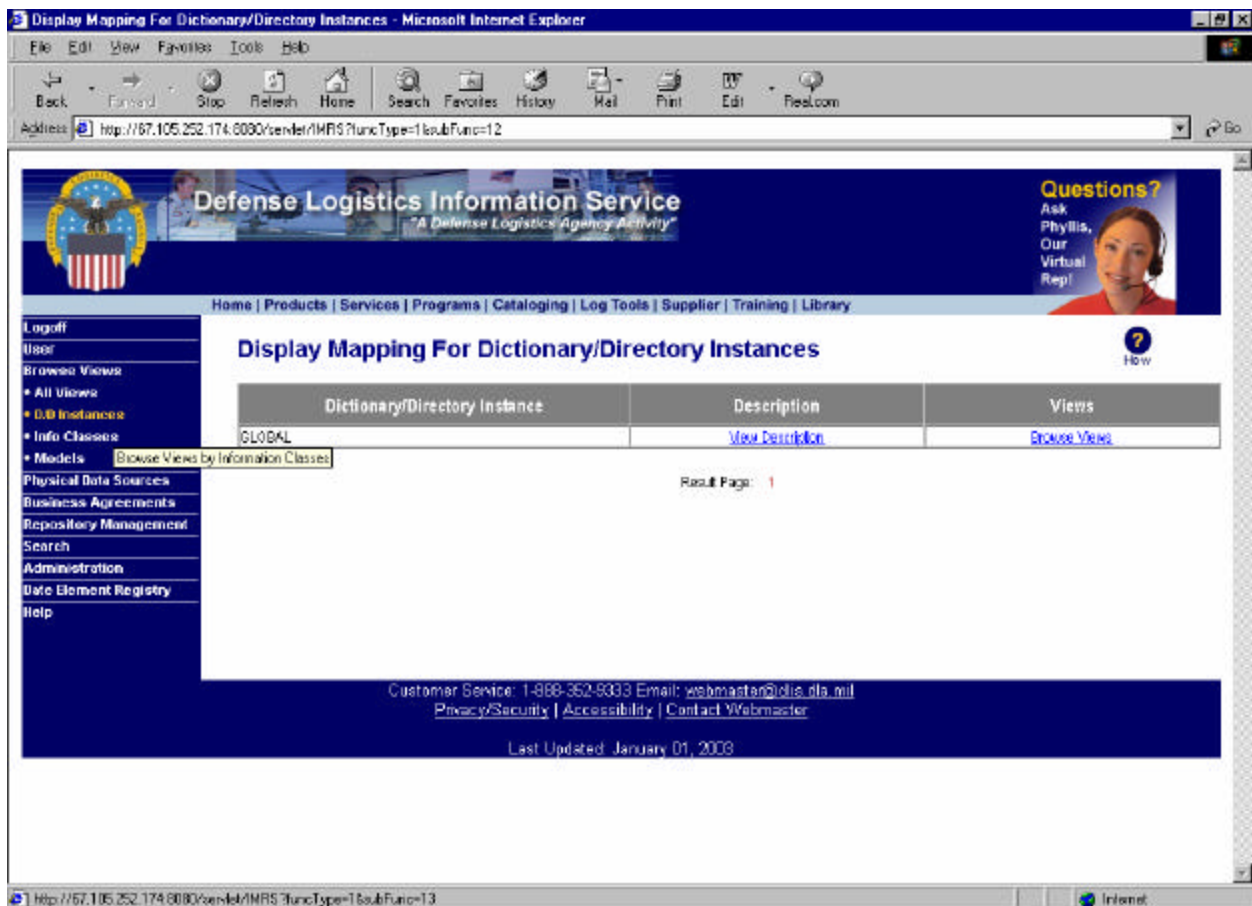 Display Mapping For Dictionary/Directory Instances - Microsoft Internet Explorer
File Edit View Favorites Tools Help
Back Forward Stop Refresh Home Search Favorites History Mail Print Edit Real.com
Address http://67.105.252.174:8080/servlet/IMRS?funcType=1&subFunc=12 Go
Defense Logistics Information Service
"A Defense Logistics Agency Activity"
Questions?
Ask
Phyllis,
Our
Virtual
Rep!
Home | Products | Services | Programs | Cataloging | Log Tools | Supplier | Training | Library
Logoff
User
Browse Views
• All Views
• D/D Instances
• Info Classes
• Models
Physical Data Sources
Business Agreements
Repository Management
Search
Administration
Date Element Registry
Help
Browse Views by Information Classes
Display Mapping For Dictionary/Directory Instances
?
How
Dictionary/Directory Instance Description Views
GLOBAL View Description Browse Views
Result Page: 1
Customer Service: 1-888-352-9333 Email: webmaster@dlis.dla.mil
Privacy/Security | Accessibility | Contact Webmaster
Last Updated: January 01, 2003
http://67.105.252.174:8080/servlet/IMRS?funcType=1&subFunc=13 Internet